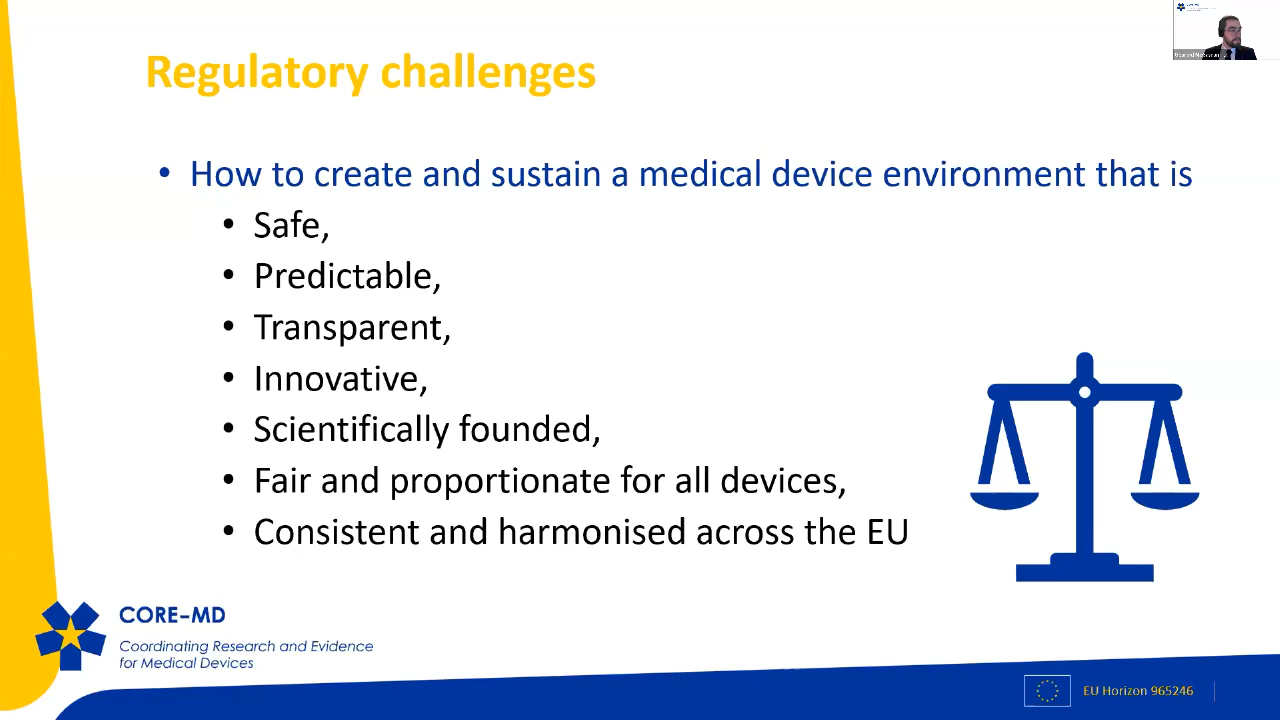 Regulatory challenges
• How to create and sustain a medical device environment that is
• Safe,
• Predictable,
• Transparent,
• Innovative,
• Scientifically founded,
• Fair and proportionate for all devices,
• Consistent and harmonised across the EU
CORE–MD
Coordinating Research and Evidence
for Medical Devices
EU Horizon 965246